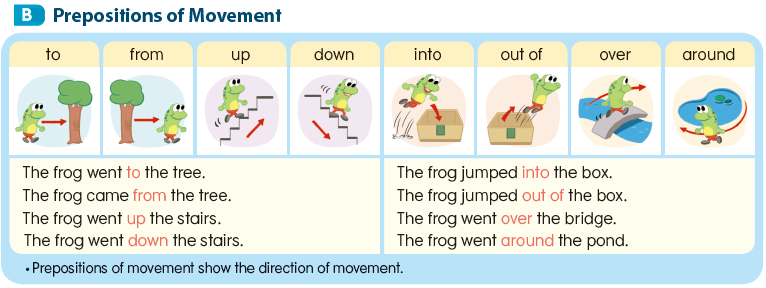 B Prepositions of Movement
to from up down into out of over around
The frog went to the tree.
The frog came from the tree.
The frog went up the stairs.
The frog went down the stairs.
The frog jumped into the box.
The frog jumped out of the box.
The frog went over the bridge.
The frog went around the pond.
•Prepositions of movement show the direction of movement.